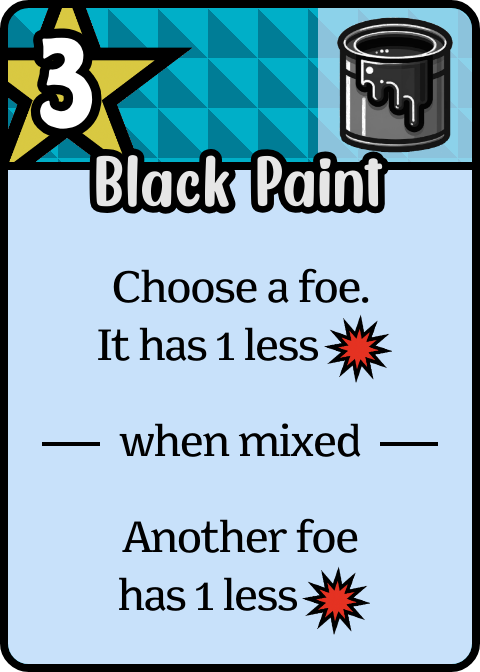 3
Black Paint
Choose a foe.
It has 1 less
when mixed
Another foe
has 1 less